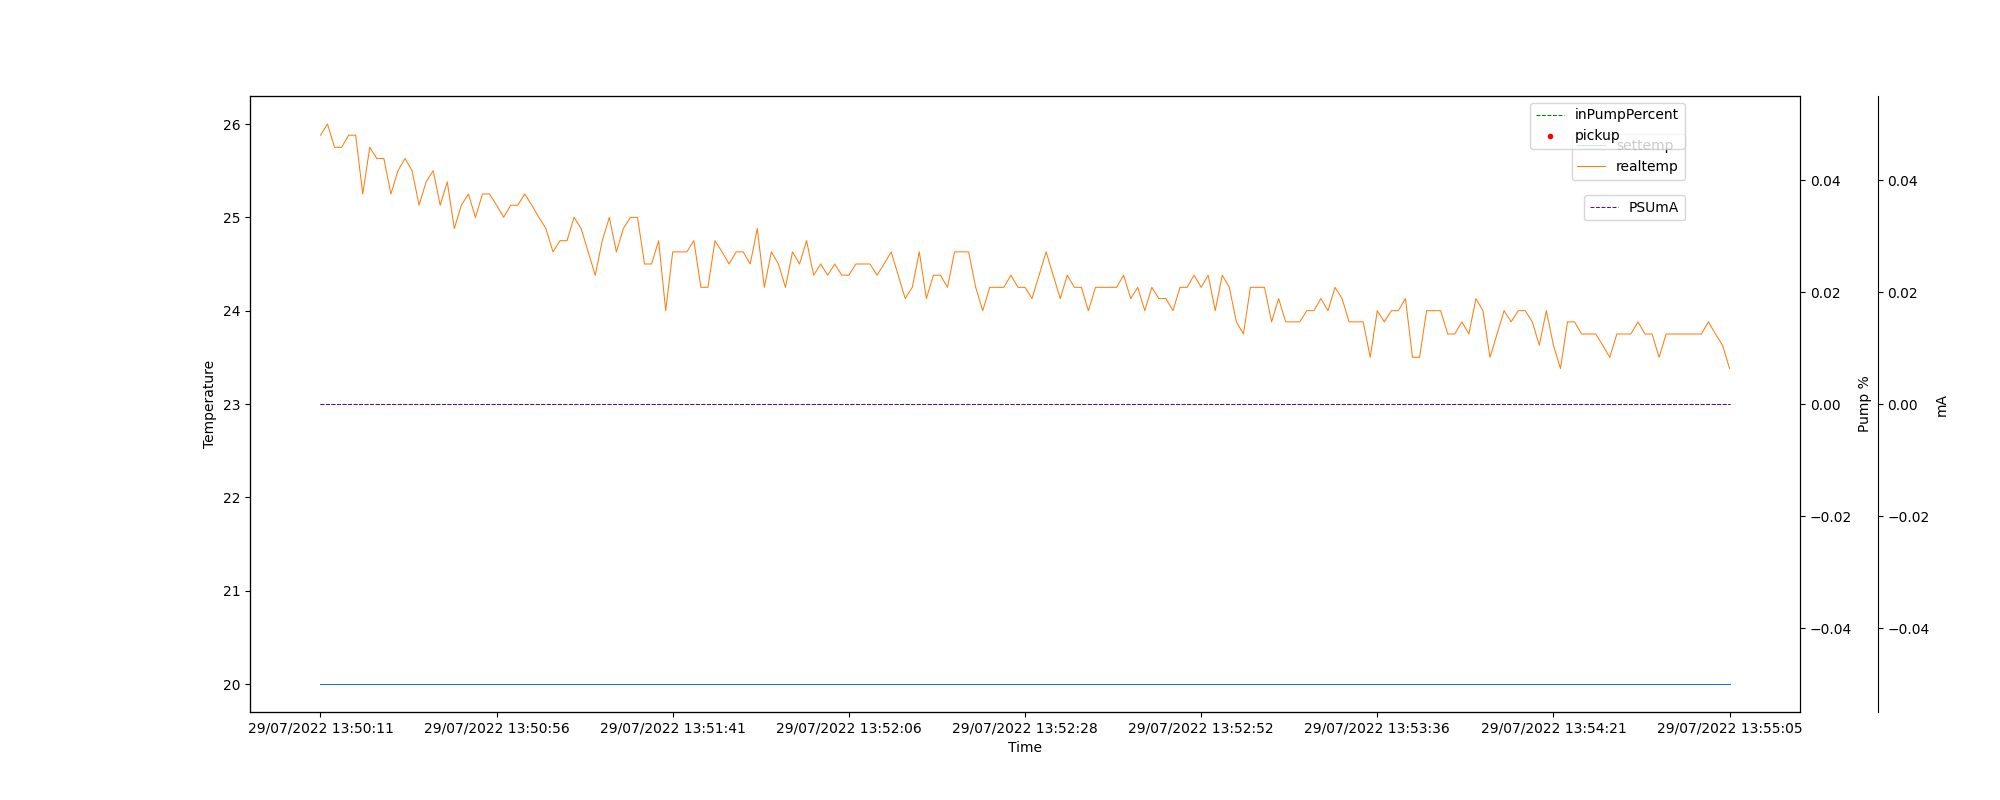 inPumpPercent
pickup
settemp
realtemp
PSUmA
26
25
24
23
22
21
20
Temperature
0.04
0.02
0.00
−0.02
−0.04
Pump %
0.04
0.02
0.00
−0.02
−0.04
mA
29/07/2022 13:50:11 29/07/2022 13:50:56 29/07/2022 13:51:41 29/07/2022 13:52:06 29/07/2022 13:52:28 29/07/2022 13:52:52 29/07/2022 13:53:36 29/07/2022 13:54:21 29/07/2022 13:55:05
Time